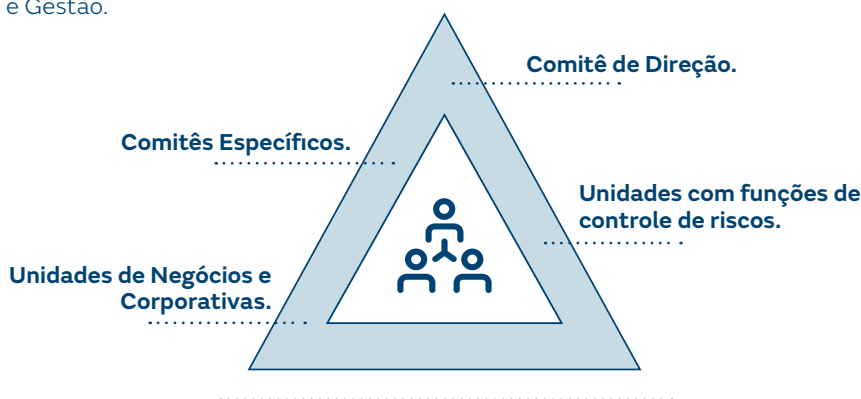 e Gestão.
Comitê de Direção.
Comitês Específicos.
Unidades com funções de
controle de riscos.
Unidades de Negócios e
Corporativas.